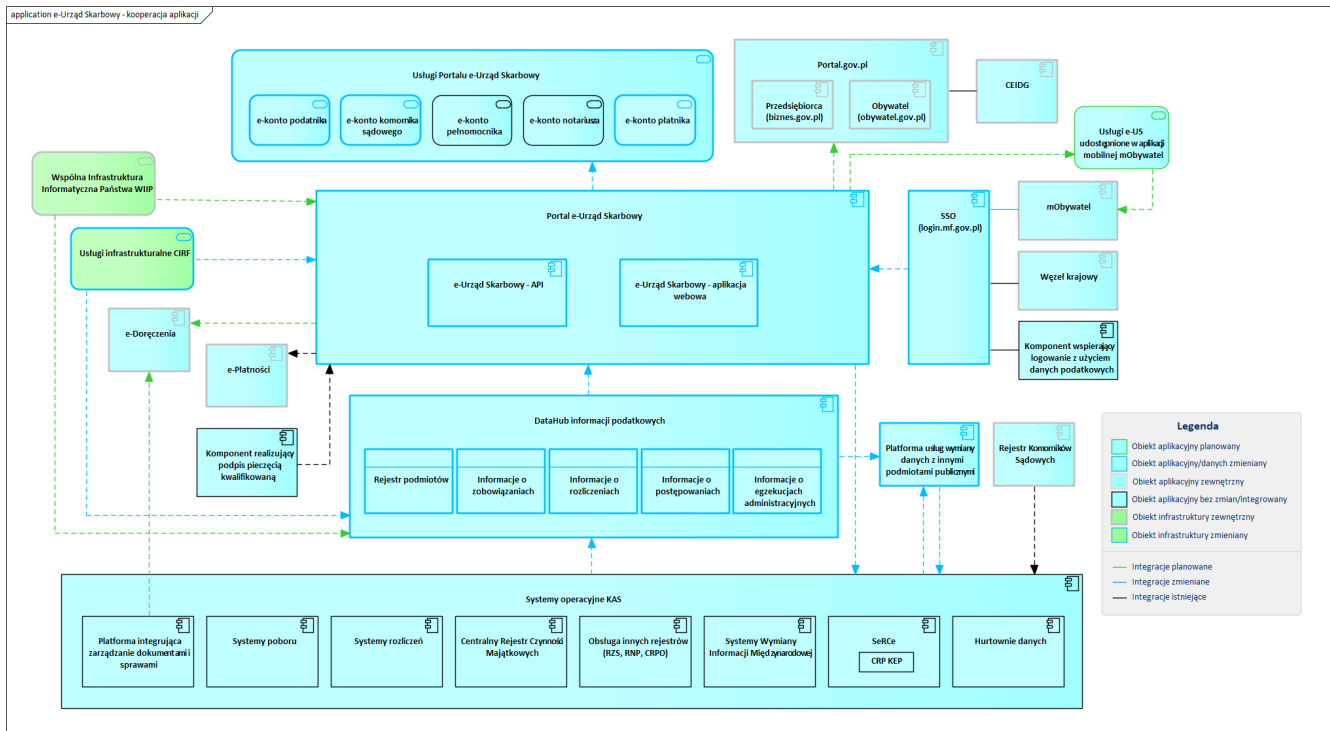 application e-Urząd Skarbowy - kooperacja aplikacji
Usługi Portalu e-Urząd Skarbowy
e-konto podatnika
e-konto komornika
sądowego
e-konto
pełnomocnika
e-konto notariusza
e-konto płatnika
Portal.gov.pl
Przedsiębiorca
(biznes.gov.pl)
Obywatel
(obywatel.gov.pl)
CEIDG
Usługi e-US
udostępnione w aplikacji
mobilnej mObywatel
Wspólna Infrastruktura
Informatyczna Państwa WIIP
Usługi infrastrukturalne CIRF
Portal e-Urząd Skarbowy
e-Urząd Skarbowy - API
e-Urząd Skarbowy - aplikacja
webowa
SSO
(login.mf.gov.pl)
mObywatel
Węzeł krajowy
Komponent wspierający
logowanie z użyciem
danych podatkowych
e-Doręczenia
e-Płatności
Komponent realizujący
podpis pieczęcią
kwalifikowaną
DataHub informacji podatkowych
Rejestr podmiotów
Informacje o
zobowiązaniach
Informacje o
rozliczeniach
Informacje o
postępowaniach
Informacje o
egzekucjach
administracyjnych
Platforma usług wymiany
danych z innymi
podmiotami publicznymi
Rejestr Komorników
Sądowych
Legenda
Obiekt aplikacyjny planowany
Obiekt aplikacyjny/danych zmieniany
Obiekt aplikacyjny zewnętrzny
Obiekt aplikacyjny bez zmian/integrowany
Obiekt infrastruktury zewnętrzny
Obiekt infrastruktury zmieniany
Integracje planowane
Integracje zmieniane
Integracje istniejące
Systemy operacyjne KAS
Platforma integrująca
zarządzanie dokumentami i
sprawami
Systemy poboru
Systemy rozliczeń
Centralny Rejestr Czynności
Majątkowych
Obsługa innych rejestrów
(RZS, RNP, CRPO)
Systemy Wymiany
Informacji Międzynarodowej
SeRCe
CRP KEP
Hurtownie danych